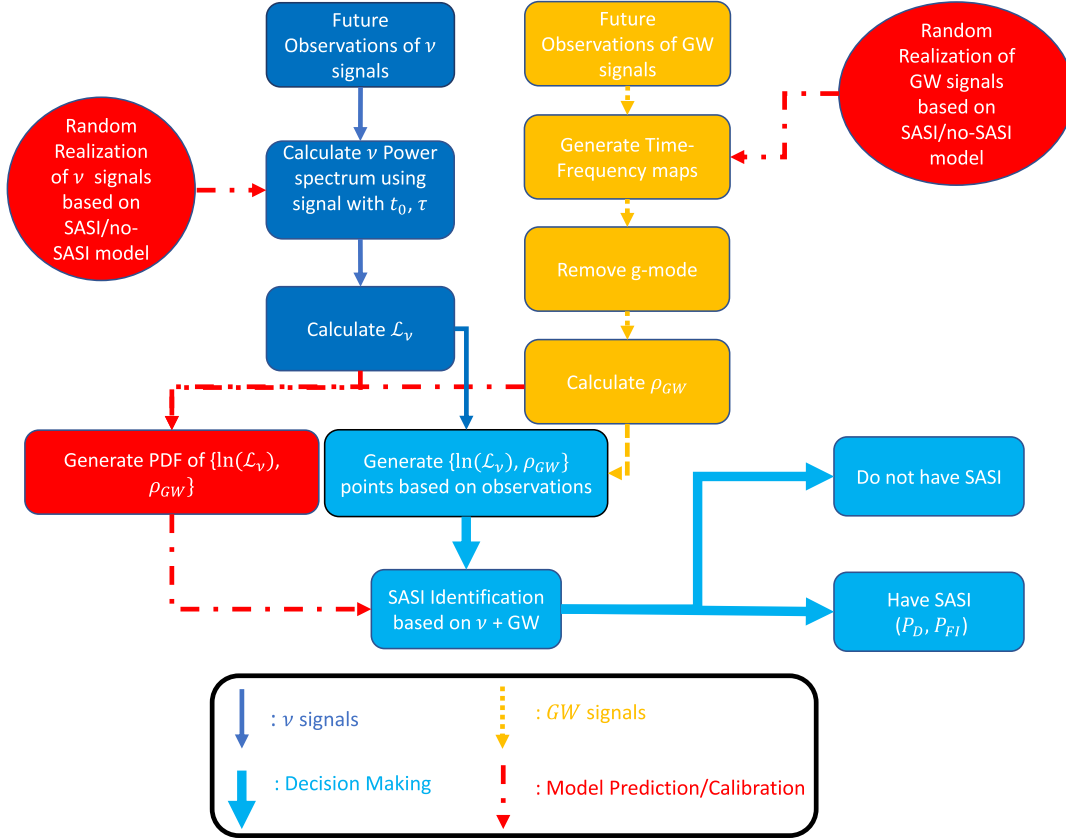 Future
Observations of ν
signals
Future
Observations of GW
signals
Random
Realization of
GW signals
based on
SASI/no-SASI
model
Random
Realization
of ν signals
based on
SASI/no-
SASI model
Calculate ν Power
spectrum using
signal with t₀, τ
Generate Time-
Frequency maps
Remove g-mode
Calculate ℒᵥ
Calculate ρ_GW
Generate PDF of {ln(ℒᵥ),
ρ_GW}
Generate {ln(ℒᵥ), ρ_GW}
points based on observations
Do not have SASI
SASI Identification
based on ν + GW
Have SASI
(P_D, P_FI)
: ν signals
: GW signals
: Decision Making
: Model Prediction/Calibration